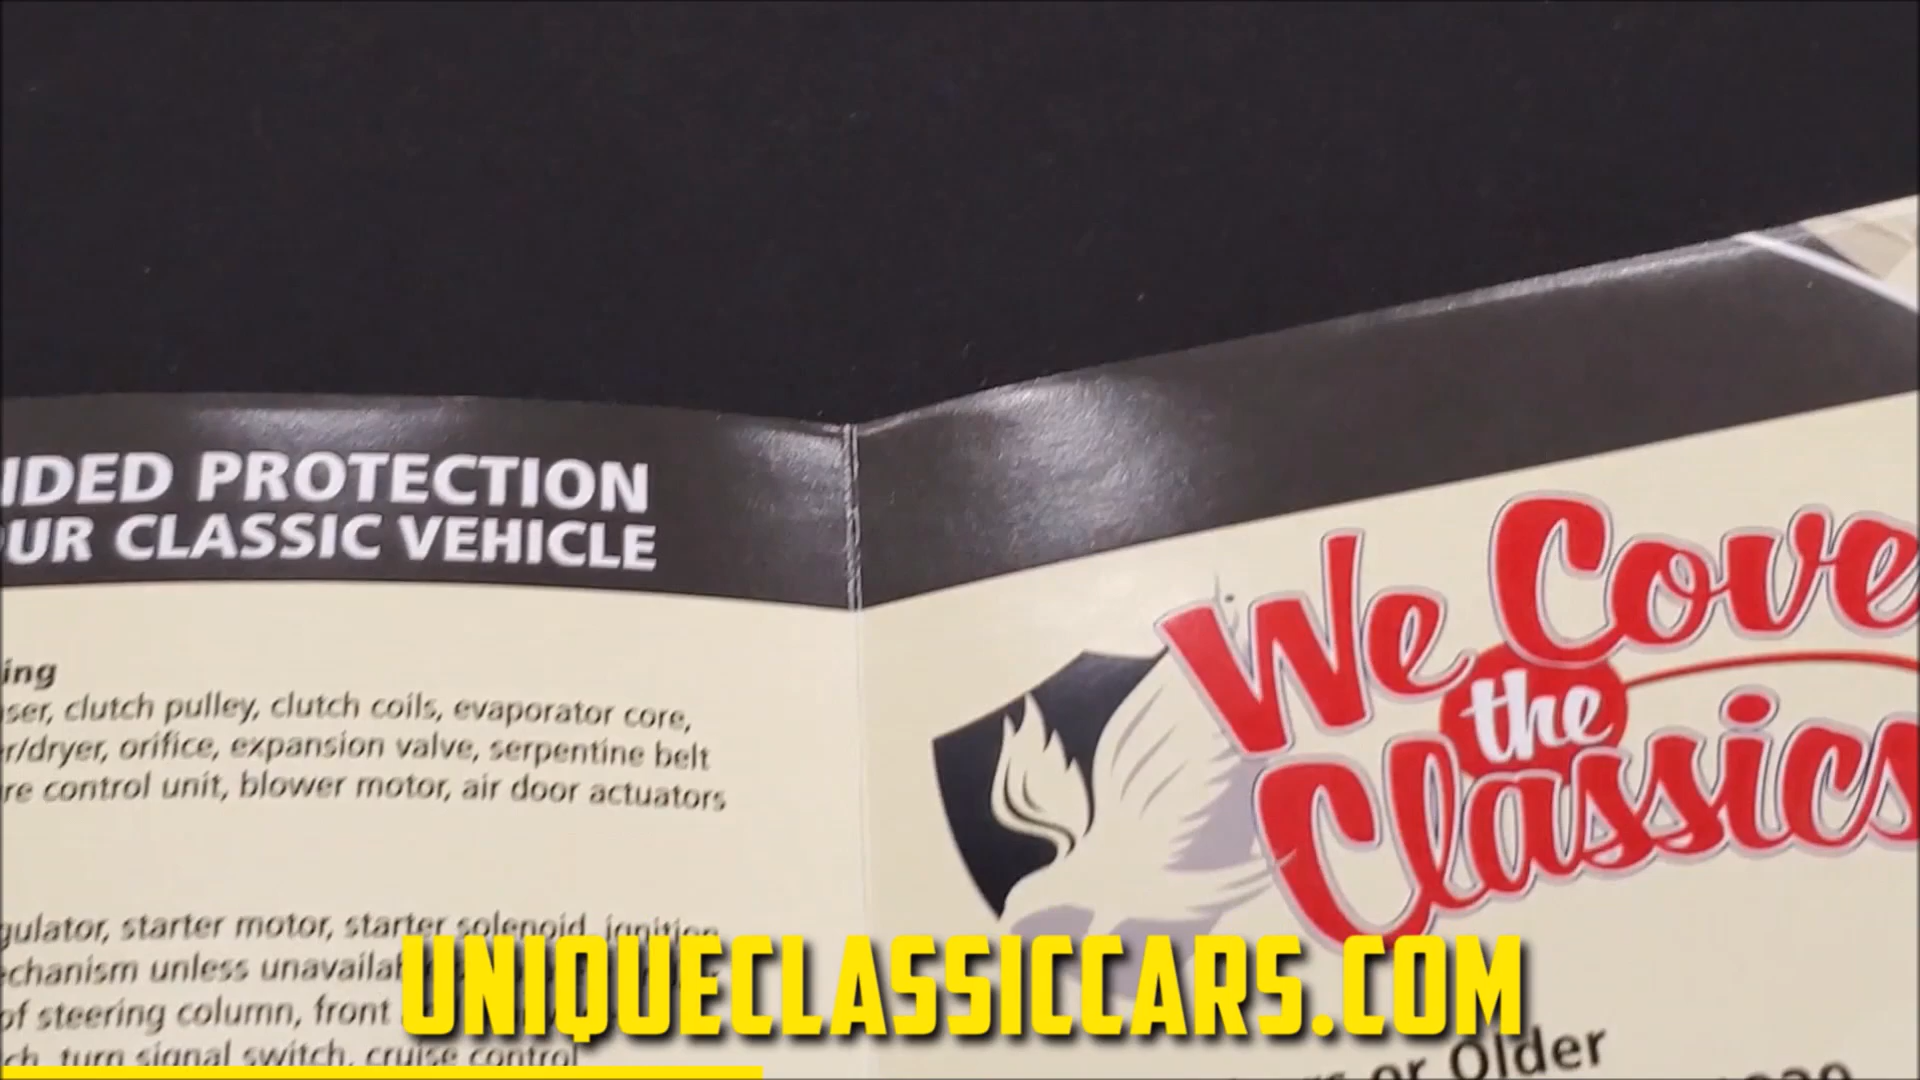 IDED PROTECTION
OUR CLASSIC VEHICLE
ing
ser, clutch pulley, clutch coils, evaporator core,
r/dryer, orifice, expansion valve, serpentine belt
re control unit, blower motor, air door actuators
gulator, starter motor, starter solenoid, ignition
echanism unless
of steering column, front
ch, turn signal switch, cruise control
We Cove
the
Classics
or Older
UNIQUECLASSICCARS.COM